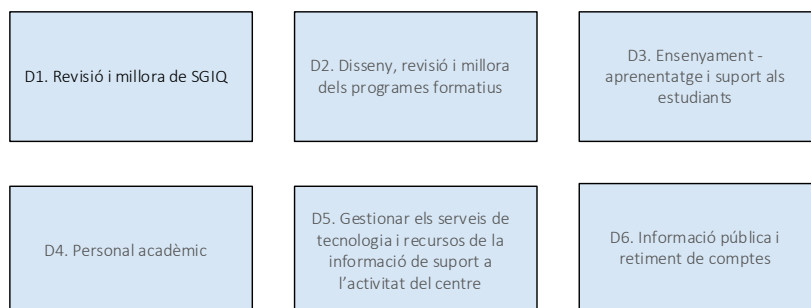 D1. Revisió i millora de SGIQ
D2. Disseny, revisió i millora
dels programes formatius
D3. Ensenyament -
aprenentatge i suport als
estudiants
D4. Personal acadèmic
D5. Gestionar els serveis de
tecnologia i recursos de la
informació de suport a
l’activitat del centre
D6. Informació pública i
retiment de comptes